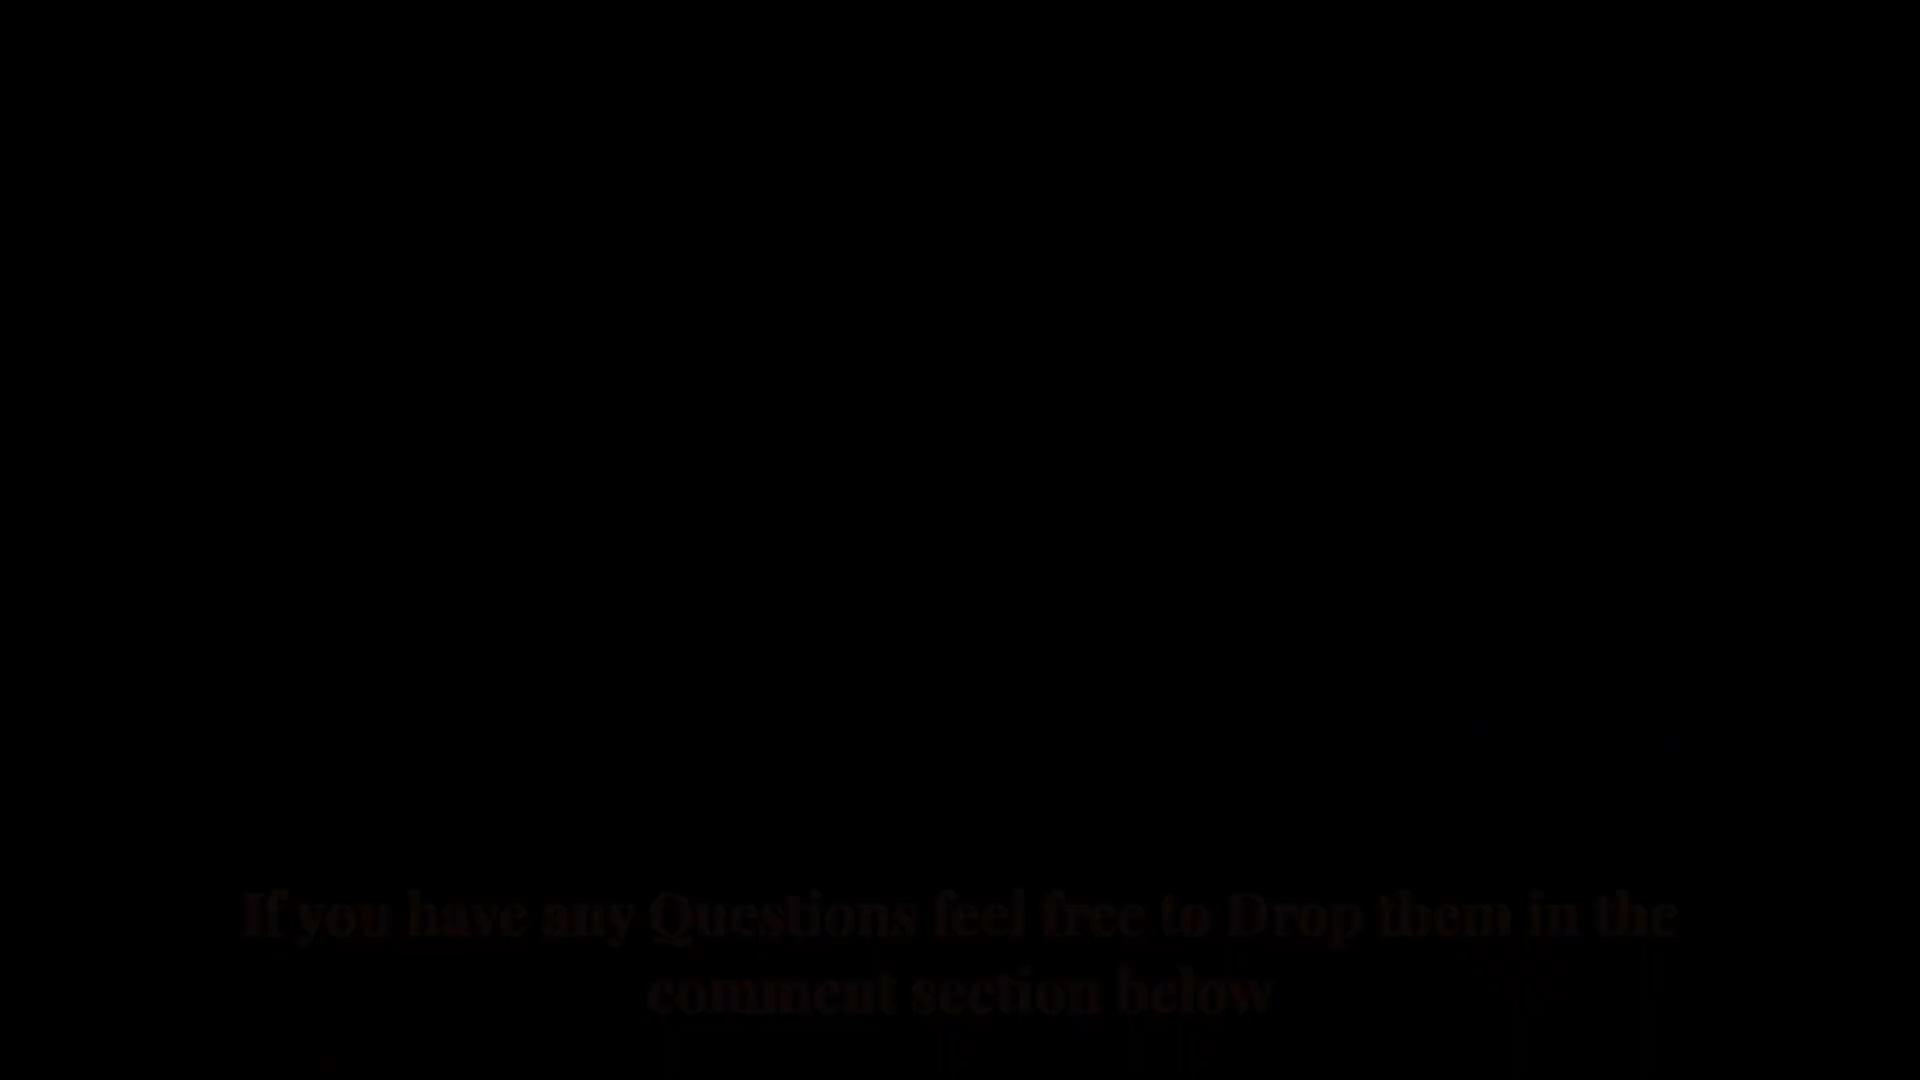 If you have any Questions feel free to Drop them in the
comment section below